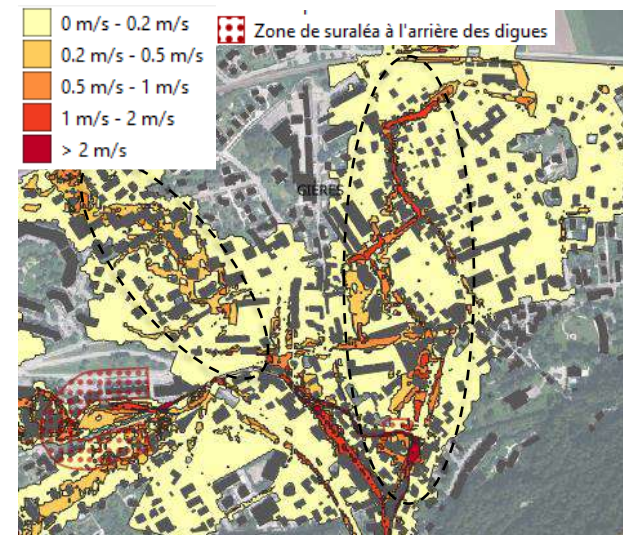 0 m/s - 0.2 m/s
0.2 m/s - 0.5 m/s
0.5 m/s - 1 m/s
1 m/s - 2 m/s
> 2 m/s
Zone de suraléa à l'arrière des digues
GIERES